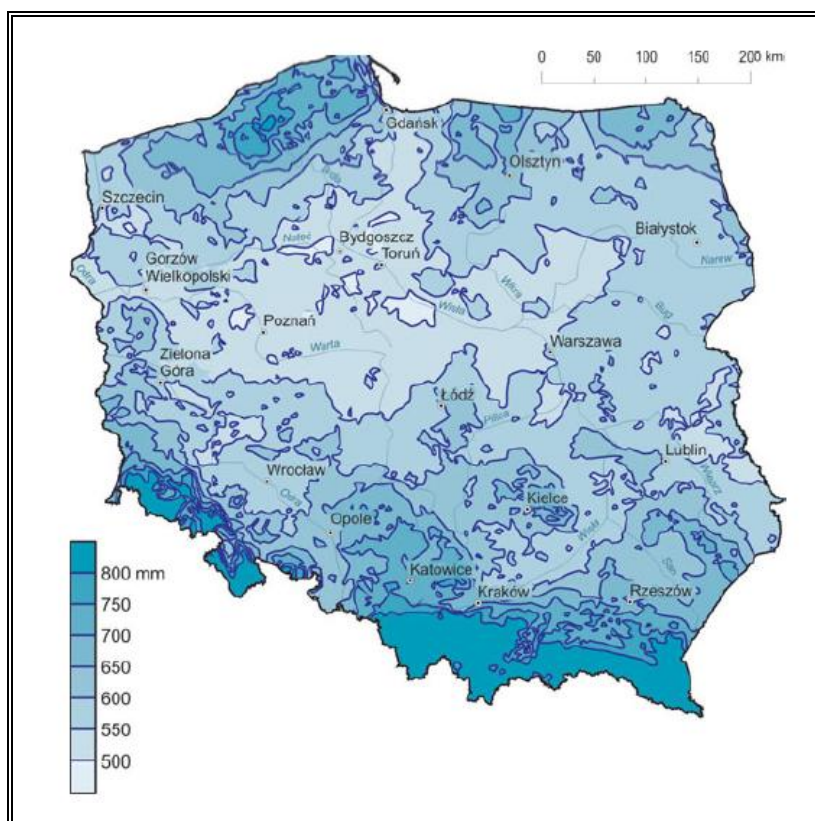 0 50 100 150 200 km
Gdańsk
Olsztyn
Szczecin
Brda
Białystok
Noteć
Bydgoszcz
Narew
Toruń
Gorzów
Wielkopolski
Odra
Wkra
Bug
Wisła
Poznań
Warta
Warszawa
Zielona
Góra
Łódź
Pilica
Lublin
Wrocław
Odra
Wieprz
Kielce
Opole
Wisła
San
Katowice
Kraków
Rzeszów
800 mm
750
700
650
600
550
500